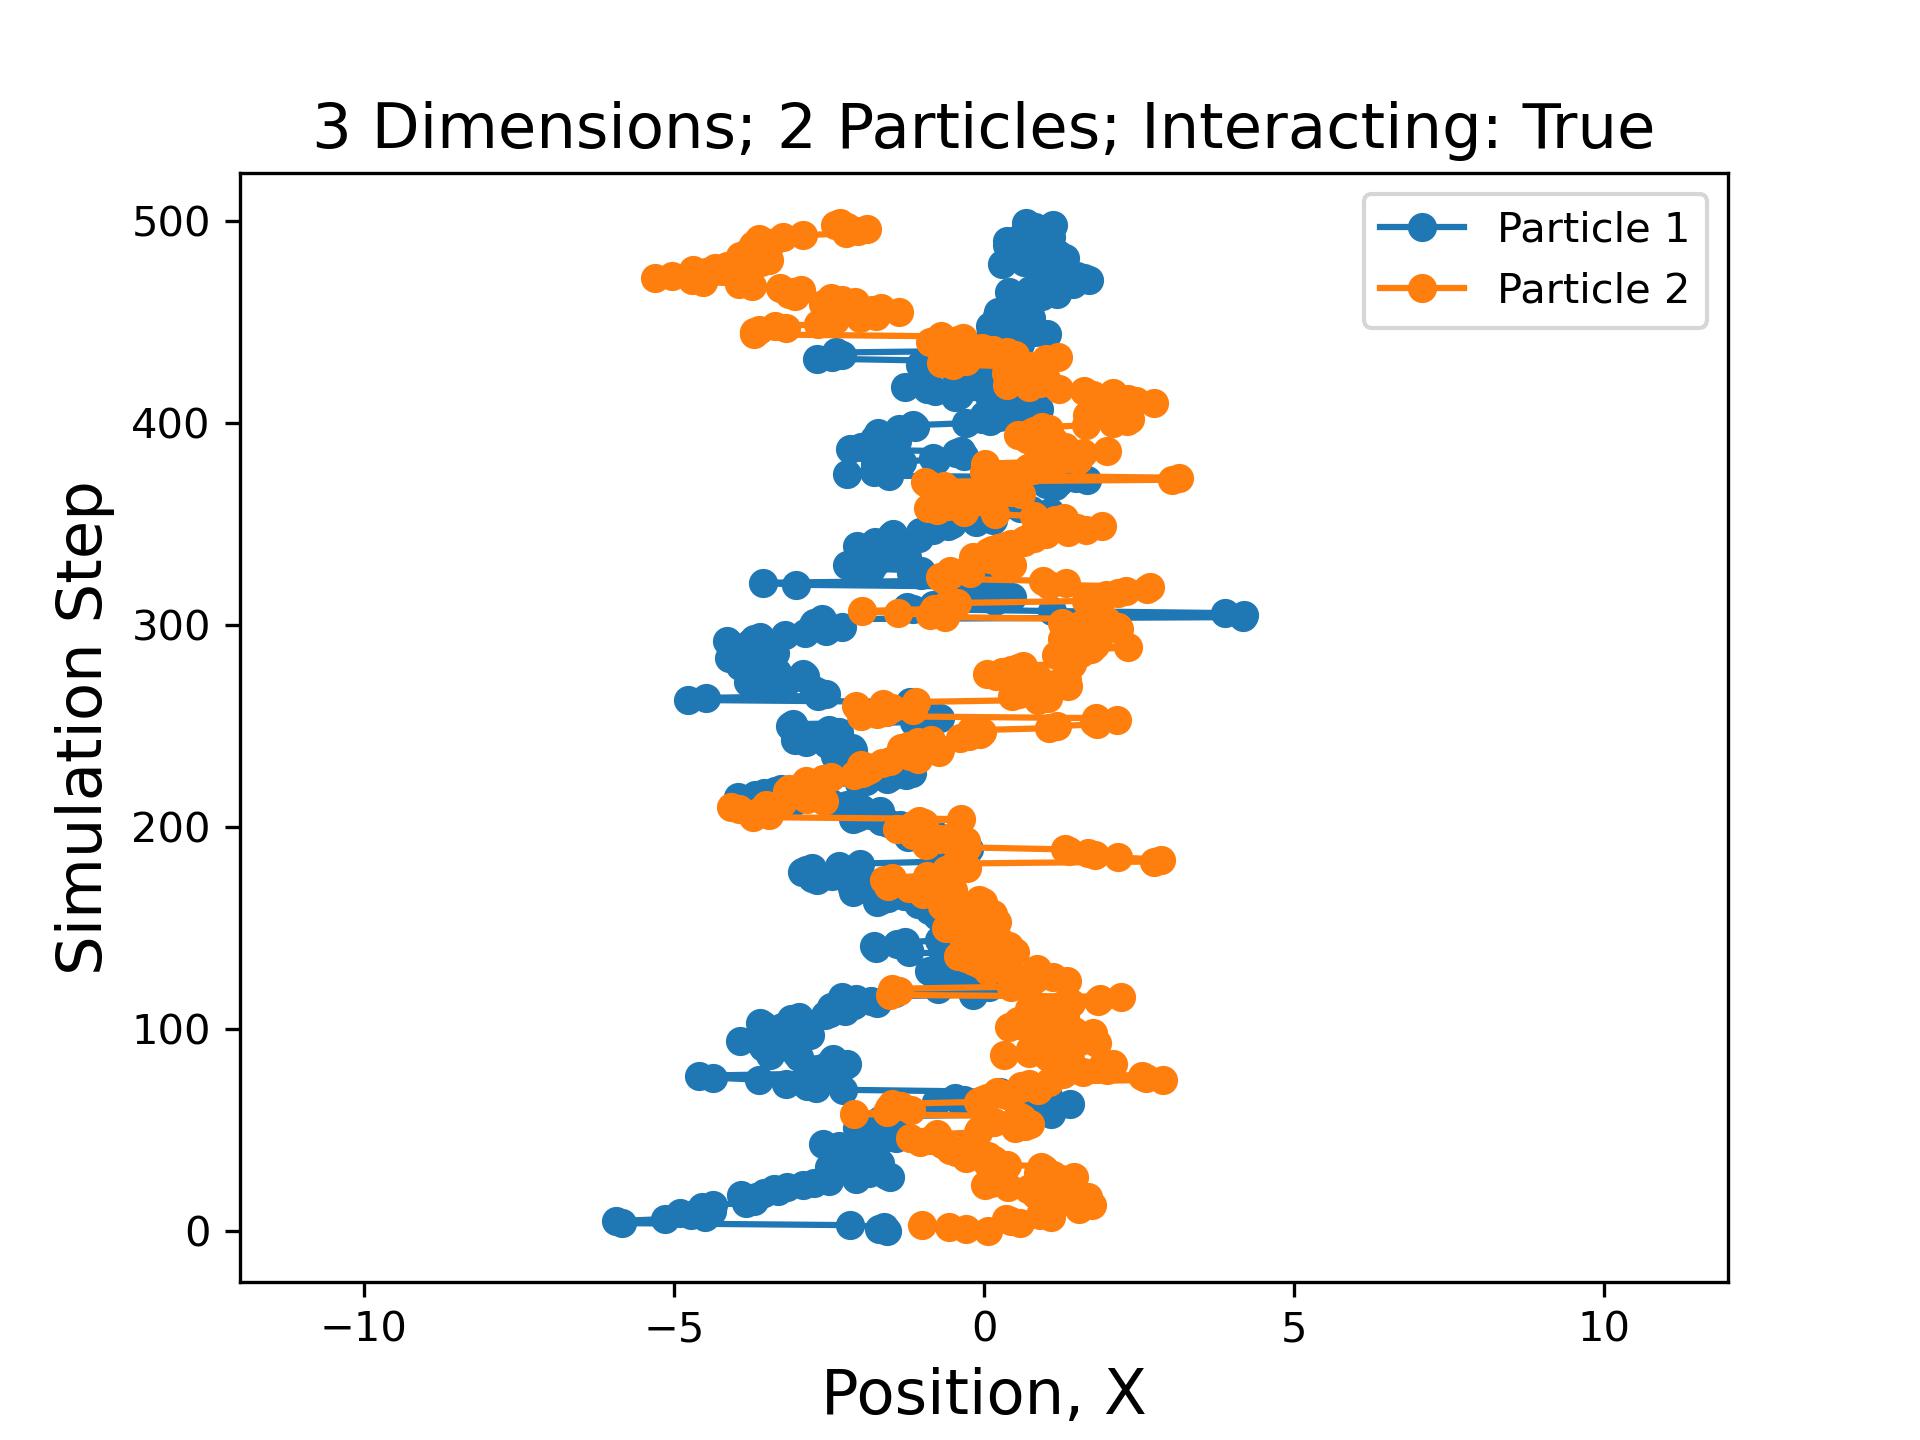 3 Dimensions; 2 Particles; Interacting: True
Particle 1
Particle 2
Simulation Step
500
400
300
200
100
0
−10
−5
0
5
10
Position, X